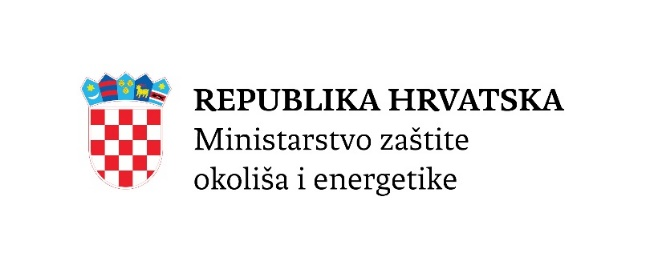 REPUBLIKA HRVATSKA
Ministarstvo zaštite
okoliša i energetike